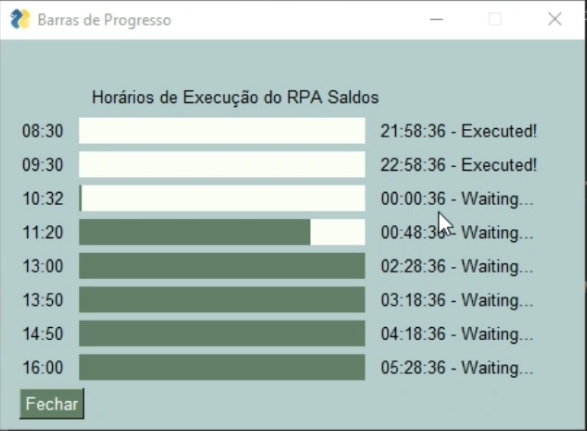 Barras de Progresso
Horários de Execução do RPA Saldos
08:30 21:58:36 - Executed!
09:30 22:58:36 - Executed!
10:32 00:00:36 - Waiting...
11:20 00:48:36 - Waiting...
13:00 02:28:36 - Waiting...
13:50 03:18:36 - Waiting...
14:50 04:18:36 - Waiting...
16:00 05:28:36 - Waiting...
Fechar